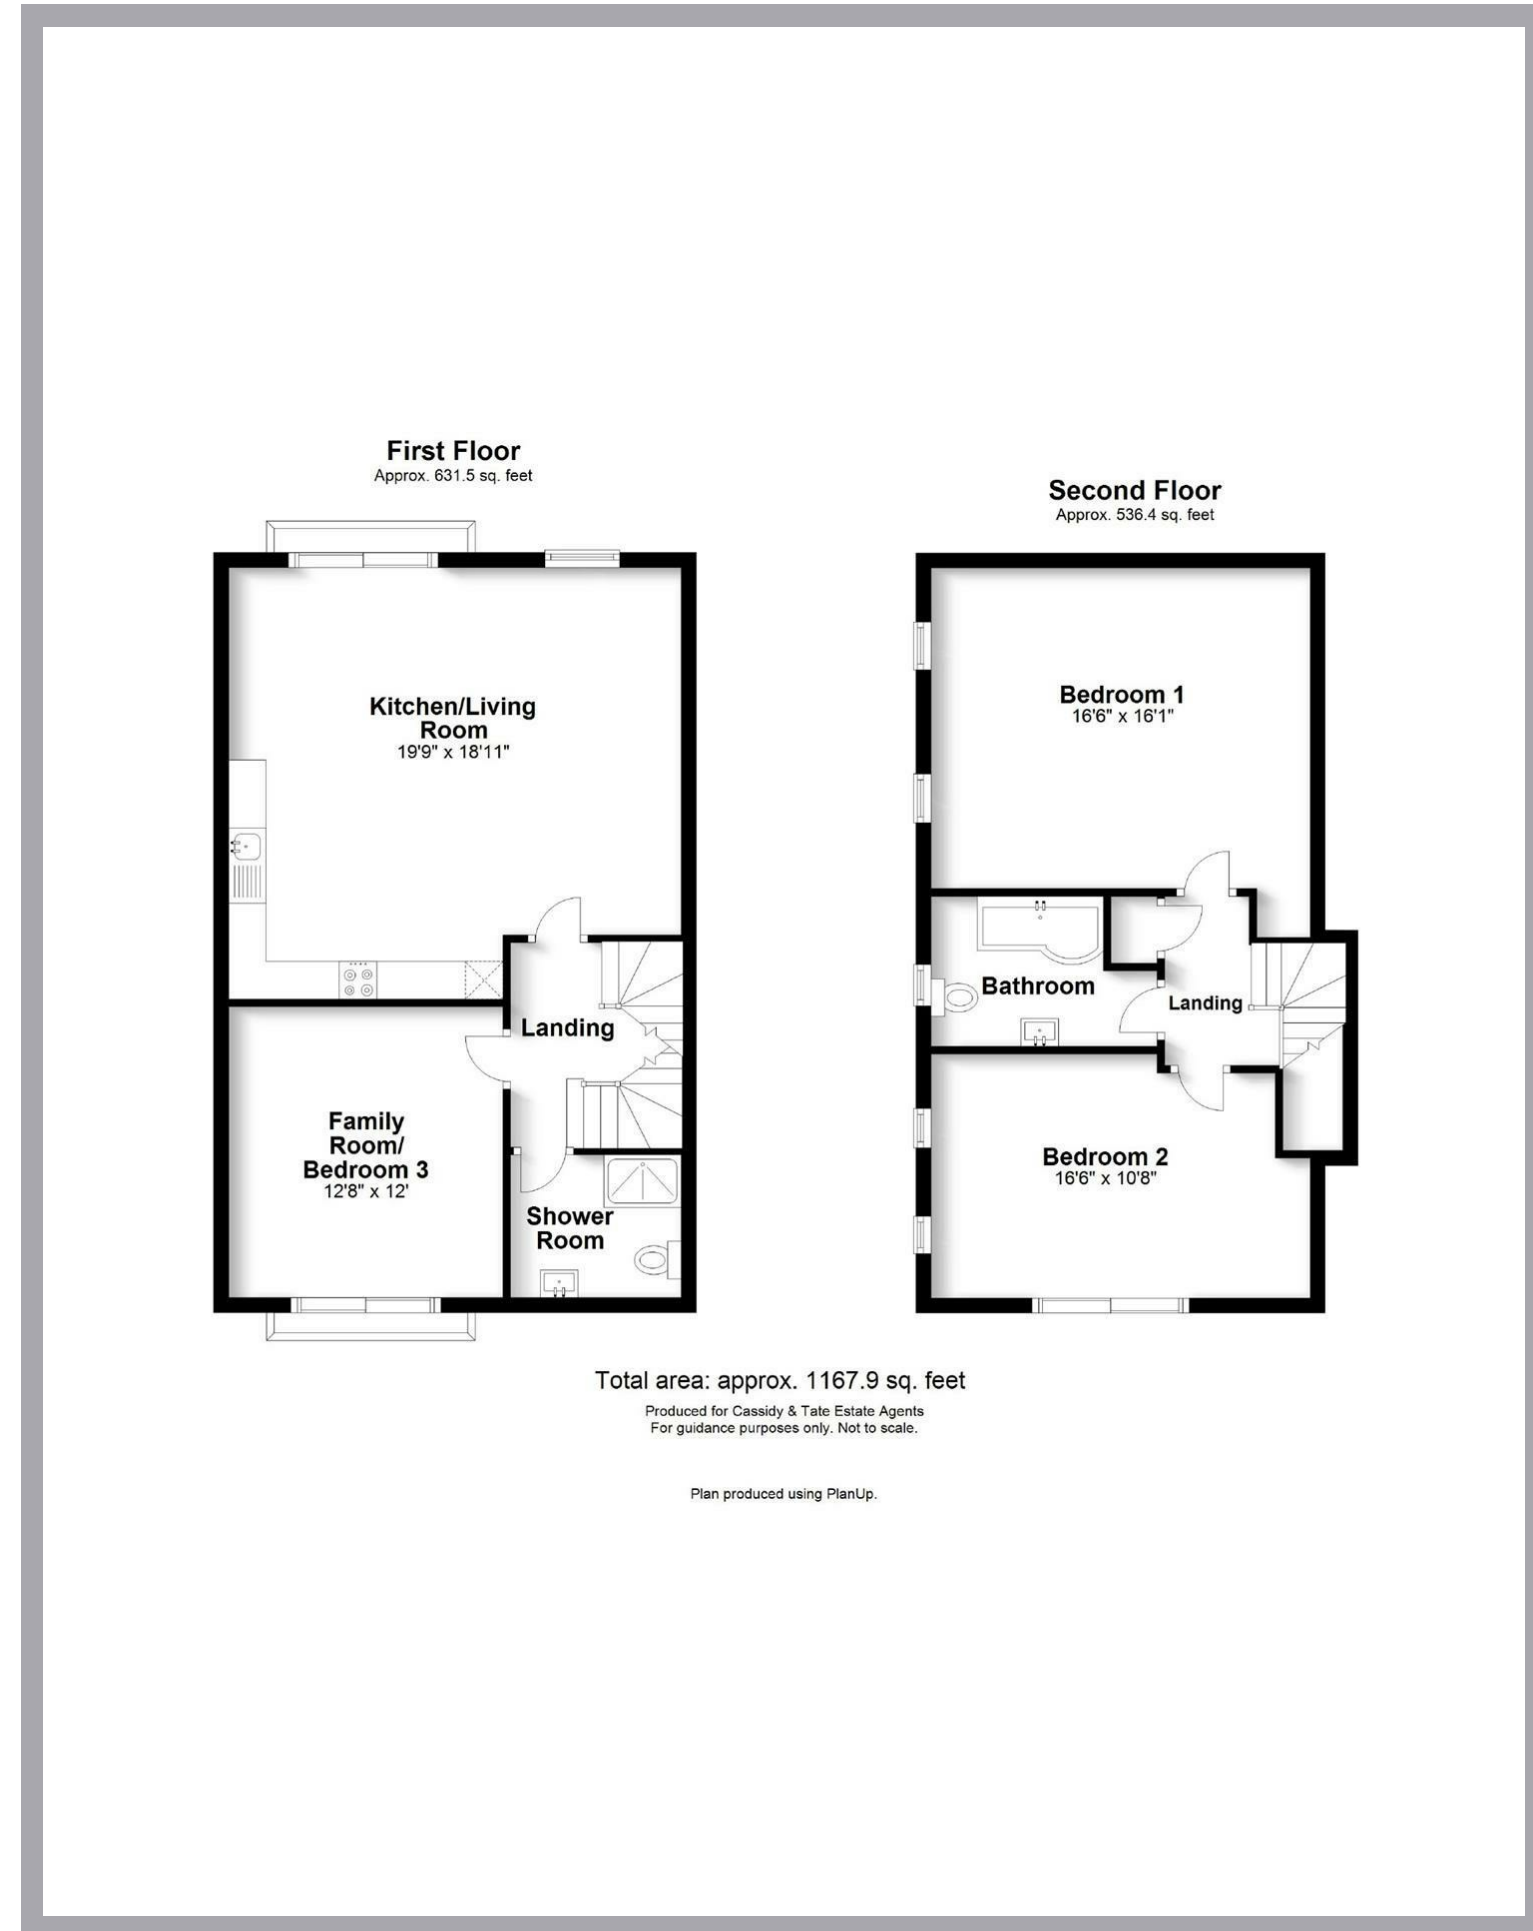 First Floor
Approx. 631.5 sq. feet
Kitchen/Living
Room
19'9" x 18'11"
Landing
Family
Room/
Bedroom 3
12'8" x 12'
Shower
Room
Second Floor
Approx. 536.4 sq. feet
Bedroom 1
16'6" x 16'1"
Bathroom
Landing
Bedroom 2
16'6" x 10'8"
Total area: approx. 1167.9 sq. feet
Produced for Cassidy & Tate Estate Agents
For guidance purposes only. Not to scale.
Plan produced using PlanUp.